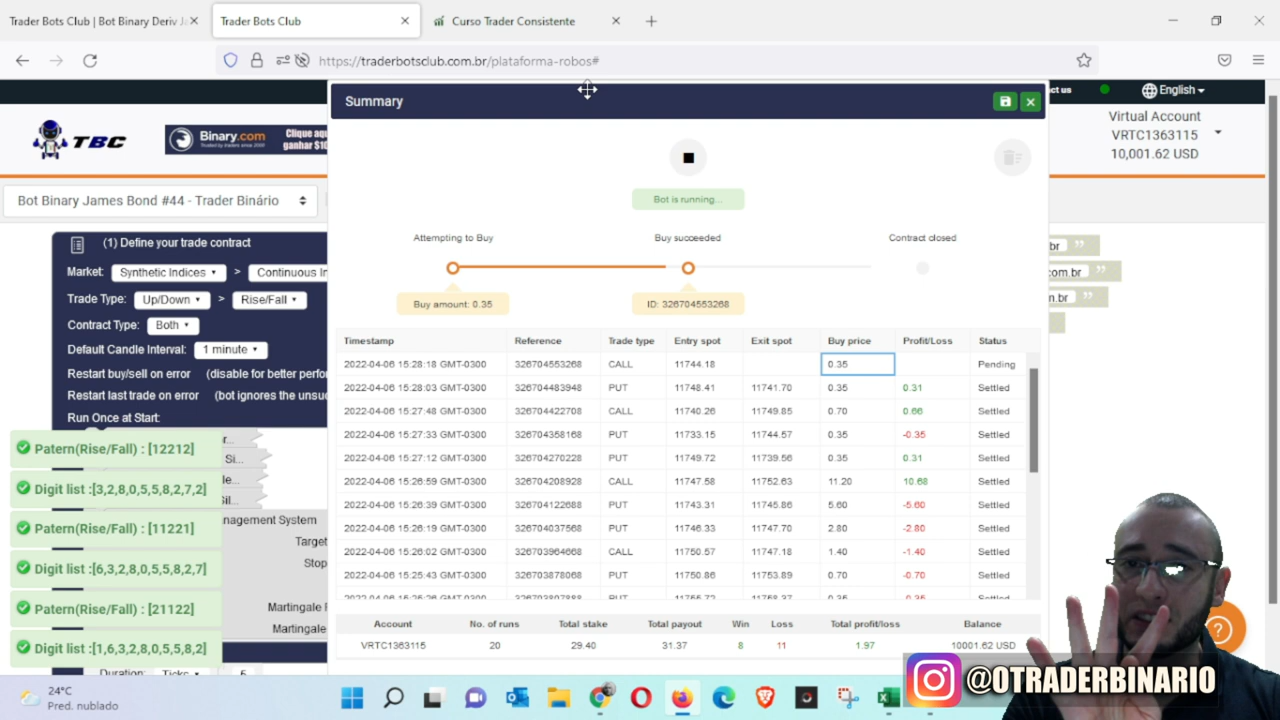 Trader Bots Club | Bot Binary Deriv
Trader Bots Club
Curso Trader Consistente
https://traderbotsclub.com.br/plataforma-robos#
Summary
ct us
English
TBC
Binary.com
Clique aqu
ganhar $10
Virtual Account
VRTC1363115
10,001.62 USD
Bot Binary James Bond #44 - Trader Binário
Bot is running...
(1) Define your trade contract
Attempting to Buy
Buy succeeded
Contract closed
Market: Synthetic Indices > Continuous In
Trade Type: Up/Down > Rise/Fall
Contract Type: Both
Default Candle Interval: 1 minute
Restart buy/sell on error (disable for better perfo
Restart last trade on error (bot ignores the unsu
Run Once at Start:
br
com.br
n.br
Buy amount: 0.35
ID: 326704553268
Timestamp Reference Trade type Entry spot Exit spot Buy price Profit/Loss Status
2022-04-06 15:28:18 GMT-0300 326704553268 CALL 11744.18 0.35 Pending
2022-04-06 15:28:03 GMT-0300 326704483948 PUT 11748.41 11741.70 0.35 0.31 Settled
2022-04-06 15:27:48 GMT-0300 326704422708 CALL 11740.26 11749.85 0.70 0.66 Settled
2022-04-06 15:27:33 GMT-0300 326704358168 PUT 11733.15 11744.57 0.35 -0.35 Settled
2022-04-06 15:27:12 GMT-0300 326704270228 PUT 11749.72 11739.56 0.35 0.31 Settled
2022-04-06 15:26:59 GMT-0300 326704208928 CALL 11747.58 11752.63 11.20 10.68 Settled
2022-04-06 15:26:39 GMT-0300 326704122688 PUT 11743.31 11745.86 5.60 -5.60 Settled
2022-04-06 15:26:19 GMT-0300 326704037568 PUT 11746.33 11747.70 2.80 -2.80 Settled
2022-04-06 15:26:02 GMT-0300 326703964668 CALL 11750.57 11747.18 1.40 -1.40 Settled
2022-04-06 15:25:43 GMT-0300 326703878068 PUT 11750.86 11753.89 0.70 -0.70 Settled
Account No. of runs Total stake Total payout Win Loss Total profit/loss Balance
VRTC1363115 20 29.40 31.37 8 11 1.97 10001.62 USD
Patern(Rise/Fall) : [12212]
Digit list :[3,2,8,0,5,5,8,2,7,2]
Patern(Rise/Fall) : [11221]
Digit list :[6,3,2,8,0,5,5,8,2,7]
Patern(Rise/Fall) : [21122]
Digit list :[1,6,3,2,8,0,5,5,8,2]
nagement System
Target
Stop
Martingale F
Martingale
Duration: Ticks 5
@OTRADERBINARIO
24°C
Pred. nublado